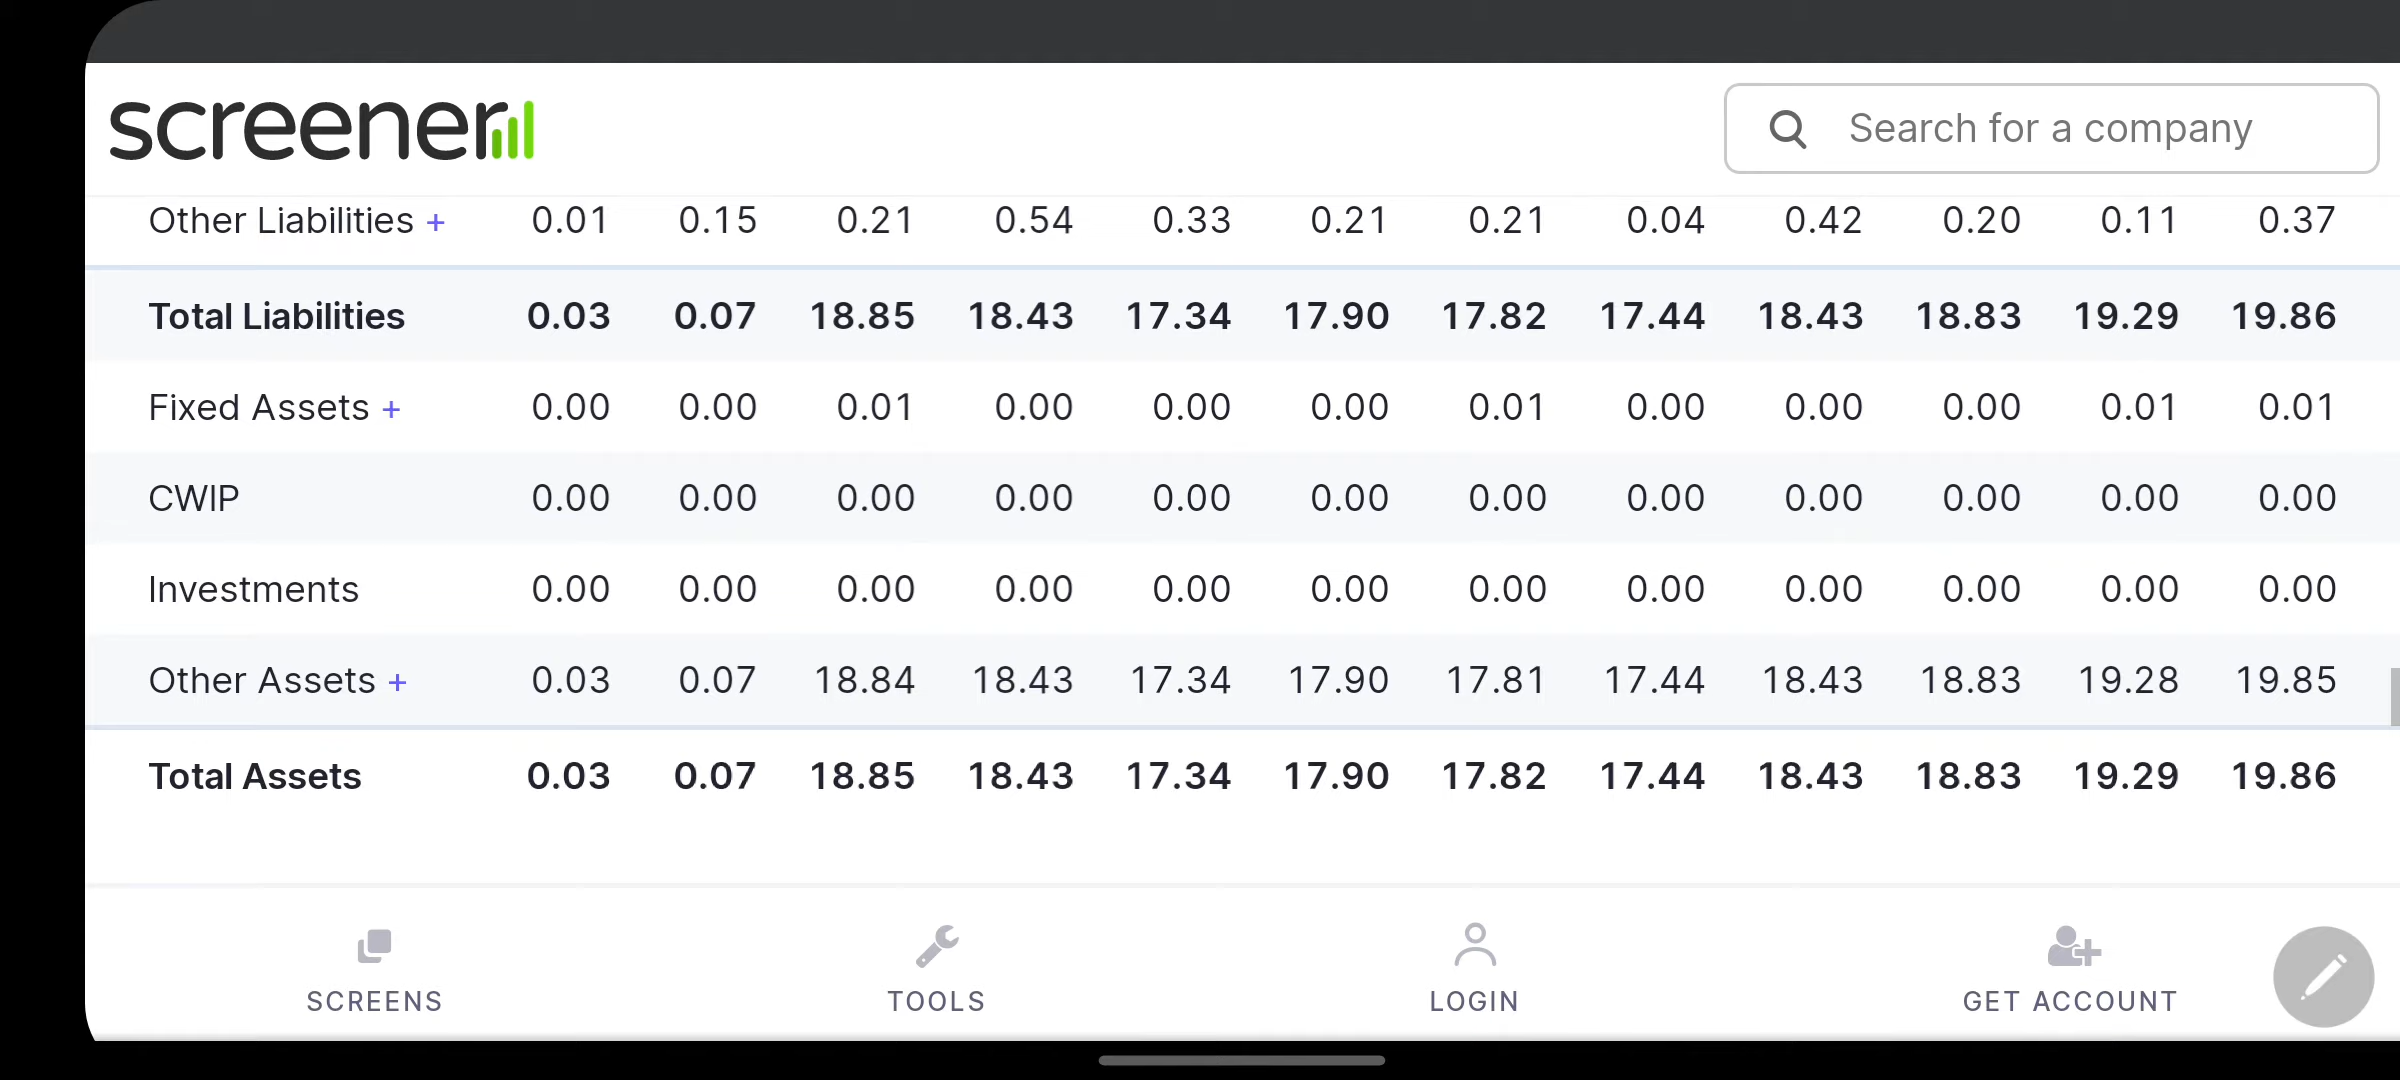 screener
Search for a company
Other Liabilities + 0.01 0.15 0.21 0.54 0.33 0.21 0.21 0.04 0.42 0.20 0.11 0.37
Total Liabilities 0.03 0.07 18.85 18.43 17.34 17.90 17.82 17.44 18.43 18.83 19.29 19.86
Fixed Assets + 0.00 0.00 0.01 0.00 0.00 0.00 0.01 0.00 0.00 0.00 0.01 0.01
CWIP 0.00 0.00 0.00 0.00 0.00 0.00 0.00 0.00 0.00 0.00 0.00 0.00
Investments 0.00 0.00 0.00 0.00 0.00 0.00 0.00 0.00 0.00 0.00 0.00 0.00
Other Assets + 0.03 0.07 18.84 18.43 17.34 17.90 17.81 17.44 18.43 18.83 19.28 19.85
Total Assets 0.03 0.07 18.85 18.43 17.34 17.90 17.82 17.44 18.43 18.83 19.29 19.86
SCREENS TOOLS LOGIN GET ACCOUNT